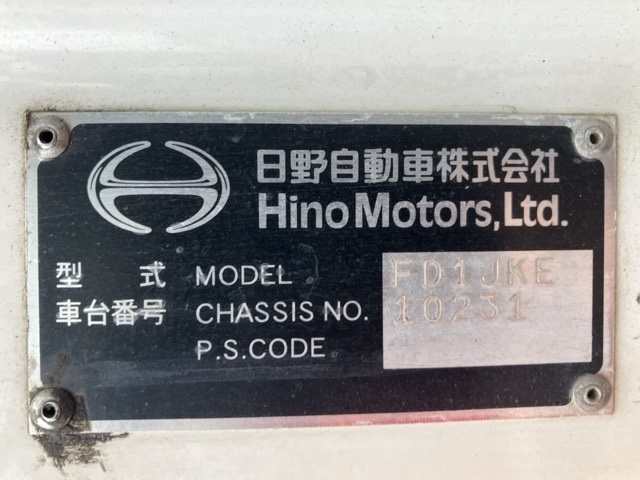 日野自動車株式会社
Hino Motors, Ltd.
型 式 MODEL FD1JKE
車台番号 CHASSIS NO. 10231
P.S.CODE